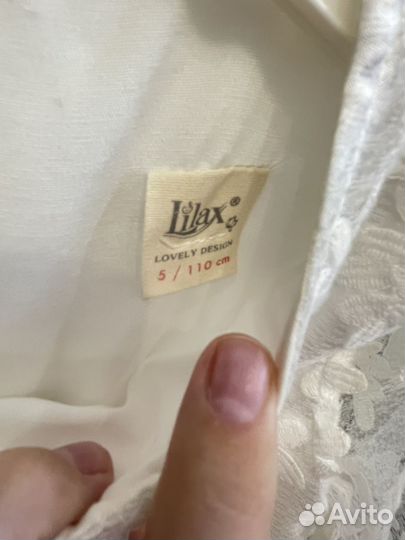 Lilax®
LOVELY DESIGN
5 / 110 cm
Avito